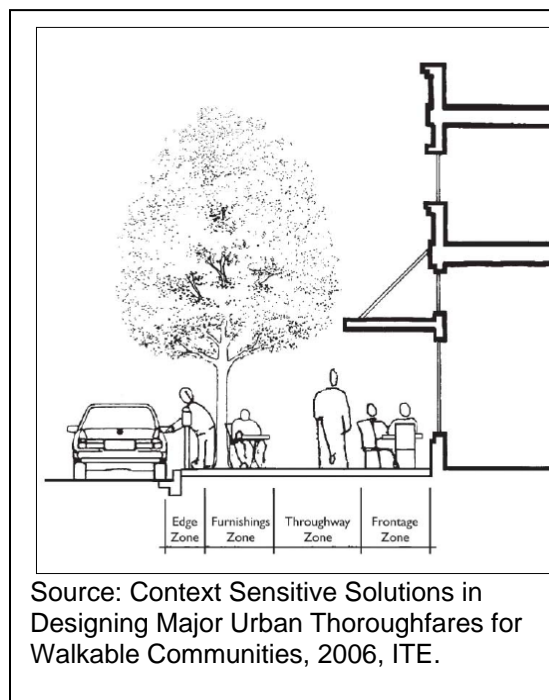 Edge Zone
Furnishings Zone
Throughway Zone
Frontage Zone
Source: Context Sensitive Solutions in
Designing Major Urban Thoroughfares for
Walkable Communities, 2006, ITE.